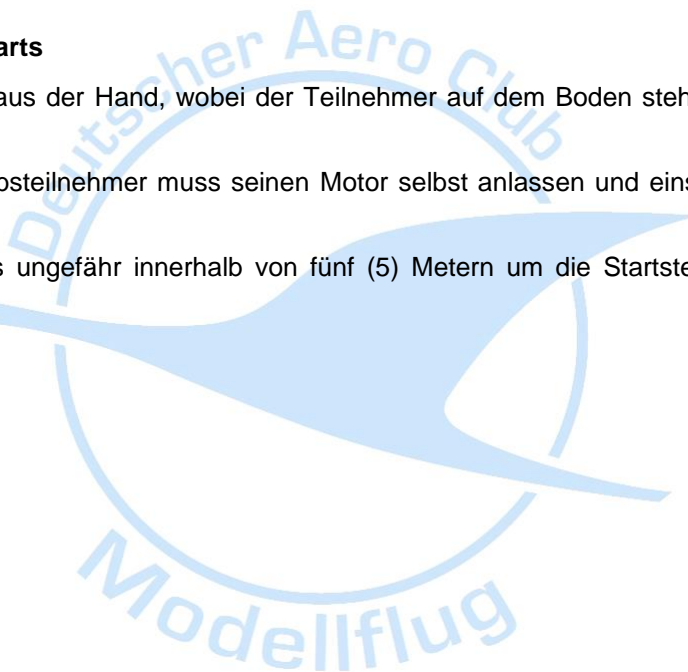 Deutscher Aero Club
arts
aus der Hand, wobei der Teilnehmer auf dem Boden steh
osteilnehmer muss seinen Motor selbst anlassen und eins
s ungefähr innerhalb von fünf (5) Metern um die Startste
Modellflug